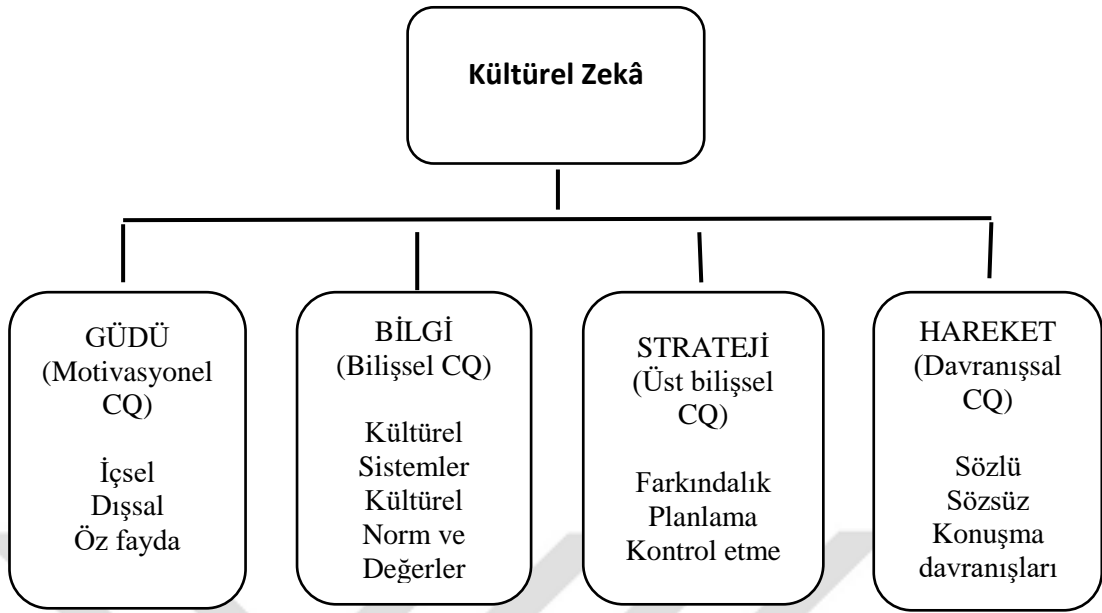 Kültürel Zekâ
GÜDÜ
(Motivasyonel
CQ)
İçsel
Dışsal
Öz fayda
BİLGİ
(Bilişsel CQ)
Kültürel
Sistemler
Kültürel
Norm ve
Değerler
STRATEJİ
(Üst bilişsel
CQ)
Farkındalık
Planlama
Kontrol etme
HAREKET
(Davranışsal
CQ)
Sözlü
Sözsüz
Konuşma
davranışları